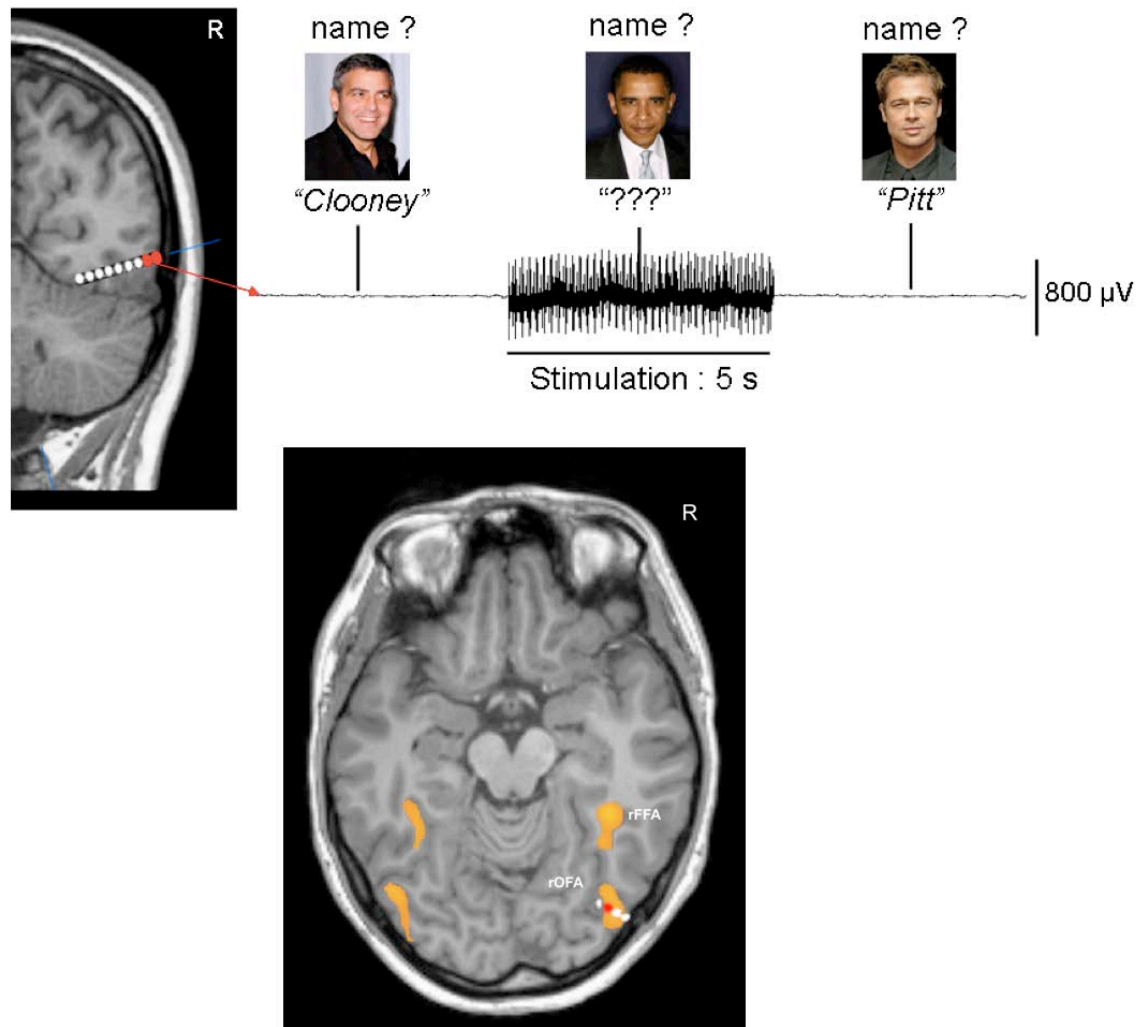 R
name ?
name ?
name ?
“Clooney”
“???”
“Pitt”
800 µV
Stimulation : 5 s
R
rFFA
rOFA